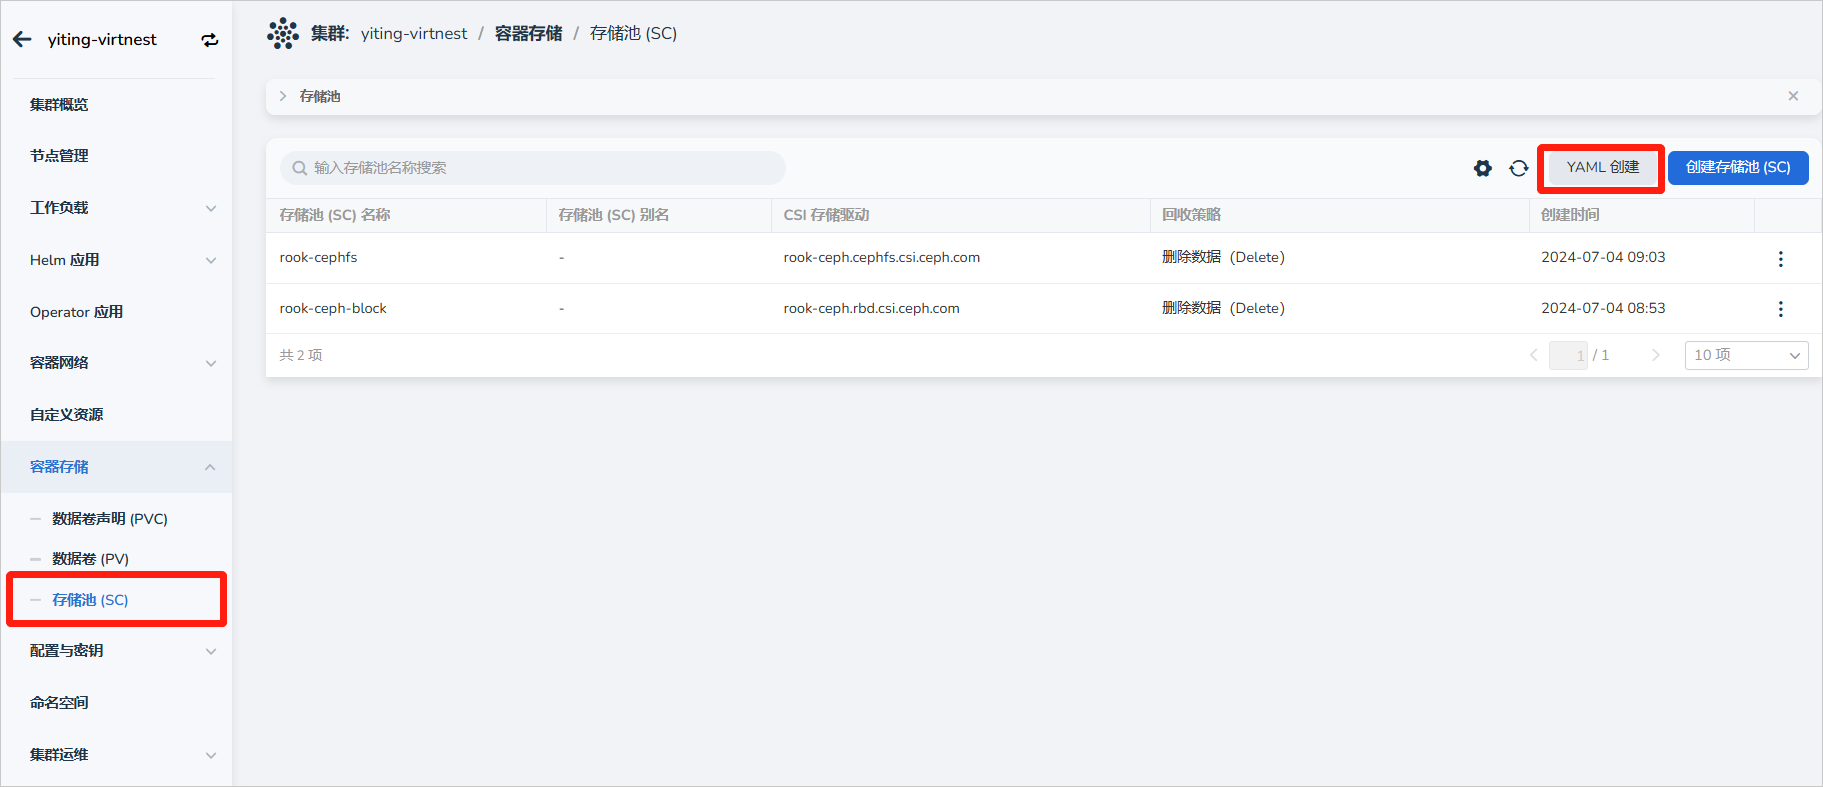 yiting-virtnest
集群概览
节点管理
工作负载
Helm 应用
Operator 应用
容器网络
自定义资源
容器存储
数据卷声明 (PVC)
数据卷 (PV)
存储池 (SC)
配置与密钥
命名空间
集群运维
集群: yiting-virtnest / 容器存储 / 存储池 (SC)
存储池
输入存储池名称搜索
YAML 创建 创建存储池 (SC)
存储池 (SC) 名称 存储池 (SC) 别名 CSI 存储驱动 回收策略 创建时间
rook-cephfs - rook-ceph.cephfs.csi.ceph.com 删除数据（Delete） 2024-07-04 09:03
rook-ceph-block - rook-ceph.rbd.csi.ceph.com 删除数据（Delete） 2024-07-04 08:53
共 2 项 1 / 1 10 项